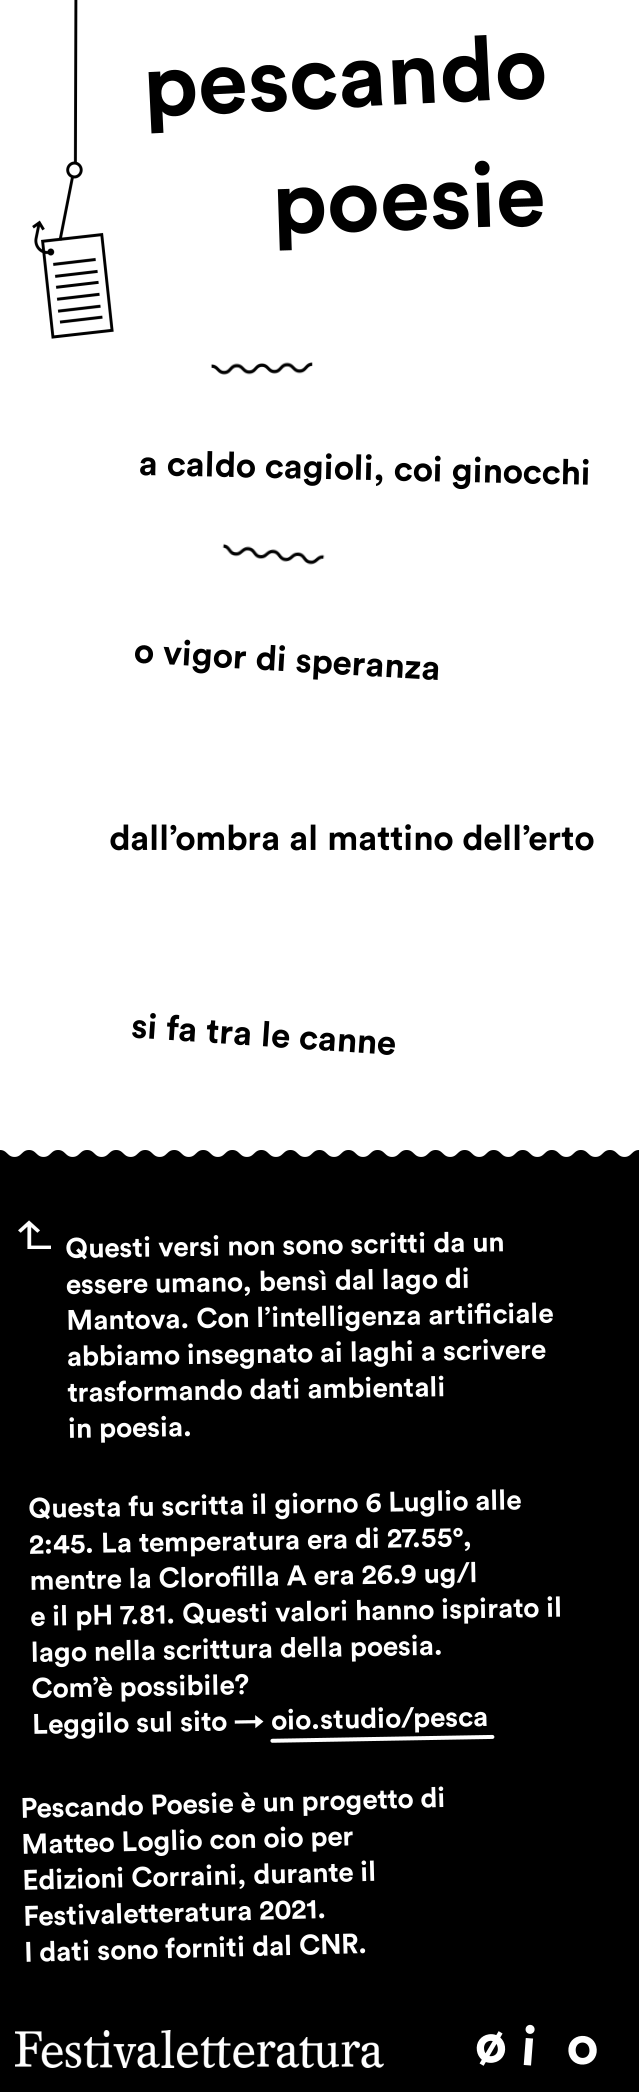 pescando
poesie
a caldo cagioli, coi ginocchi
o vigor di speranza
dall’ombra al mattino dell’erto
si fa tra le canne
Questi versi non sono scritti da un
essere umano, bensì dal lago di
Mantova. Con l’intelligenza artificiale
abbiamo insegnato ai laghi a scrivere
trasformando dati ambientali
in poesia.
Questa fu scritta il giorno 6 Luglio alle
2:45. La temperatura era di 27.55°,
mentre la Clorofilla A era 26.9 ug/l
e il pH 7.81. Questi valori hanno ispirato il
lago nella scrittura della poesia.
Com’è possibile?
Leggilo sul sito → oio.studio/pesca
Pescando Poesie è un progetto di
Matteo Loglio con oio per
Edizioni Corraini, durante il
Festivaletteratura 2021.
I dati sono forniti dal CNR.
Festivaletteratura øio